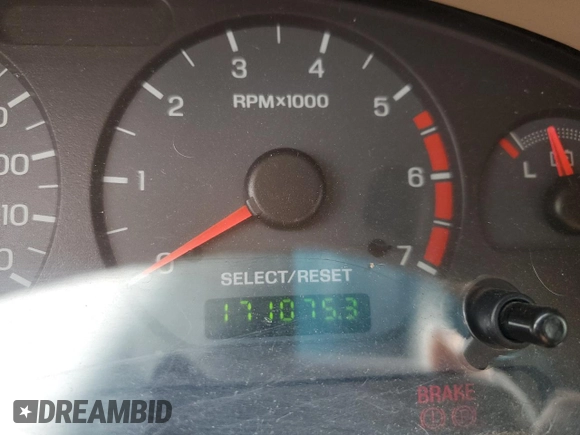 3
4
2
5
RPM×1000
1
6
L
0
7
SELECT/RESET
171075.3
BRAKE
DREAMBID